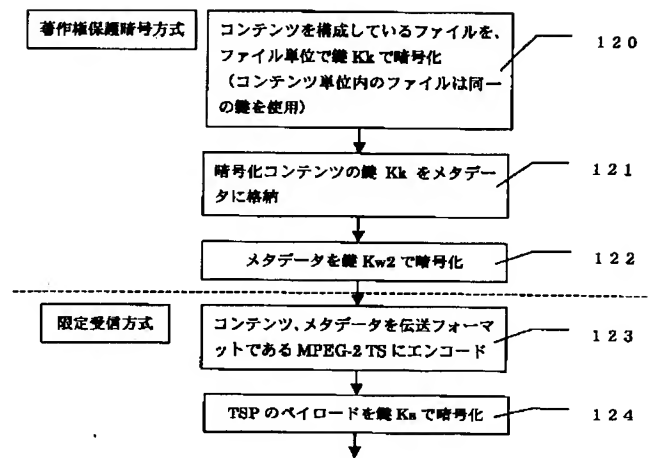 著作権保護暗号方式
コンテンツを構成しているファイルを、
ファイル単位で鍵 Kk で暗号化
(コンテンツ単位内のファイルは同一
の鍵を使用)
120
暗号化コンテンツの鍵 Kk をメタデー
タに格納
121
メタデータを鍵 Kw2 で暗号化
122
限定受信方式
コンテンツ、メタデータを伝送フォーマ
ットである MPEG-2 TS にエンコード
123
TSP のペイロードを鍵 Ks で暗号化
124